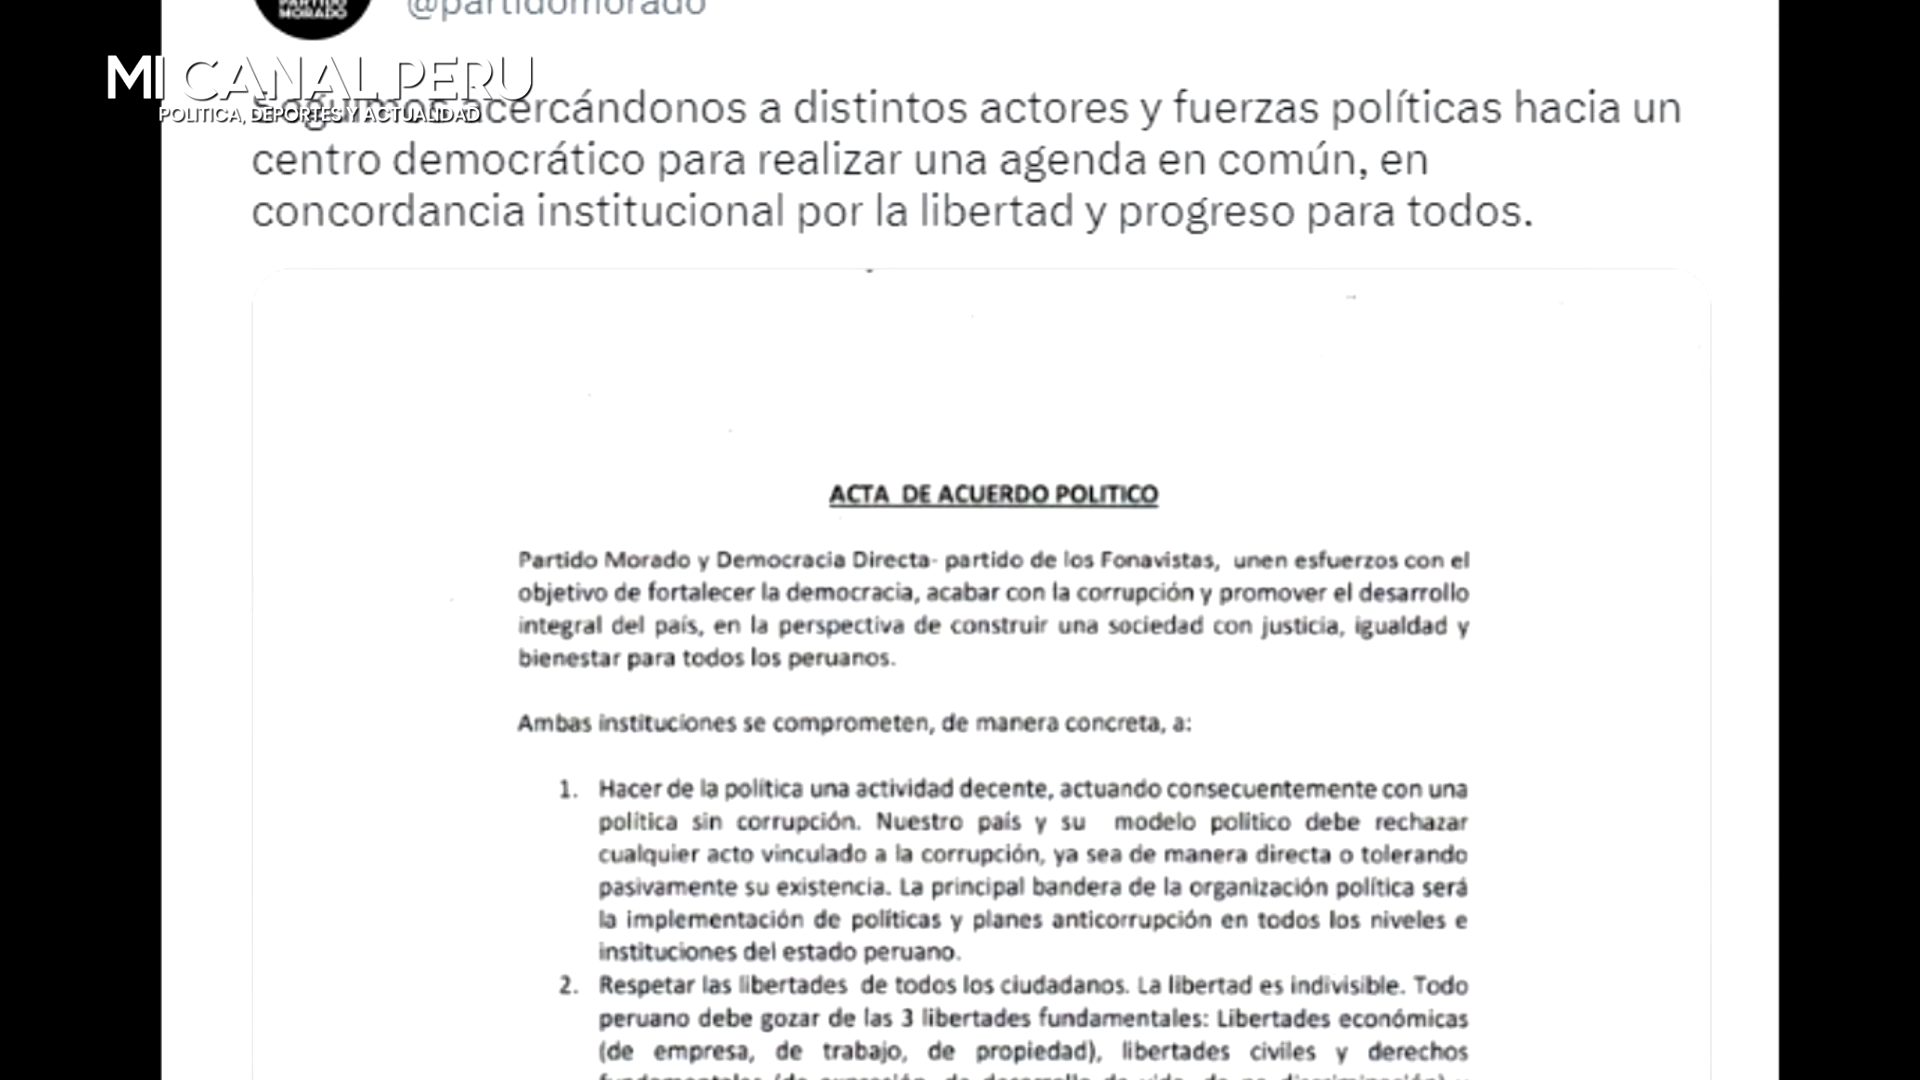 PARTIDO
MORADO
@partidomorado
MI CANAL PERU
POLITICA, DEPORTES Y ACTUALIDAD
Seguimos acercándonos a distintos actores y fuerzas políticas hacia un
centro democrático para realizar una agenda en común, en
concordancia institucional por la libertad y progreso para todos.
ACTA DE ACUERDO POLITICO
Partido Morado y Democracia Directa- partido de los Fonavistas, unen esfuerzos con el
objetivo de fortalecer la democracia, acabar con la corrupción y promover el desarrollo
integral del país, en la perspectiva de construir una sociedad con justicia, igualdad y
bienestar para todos los peruanos.
Ambas instituciones se comprometen, de manera concreta, a:
1. Hacer de la política una actividad decente, actuando consecuentemente con una
política sin corrupción. Nuestro país y su modelo político debe rechazar
cualquier acto vinculado a la corrupción, ya sea de manera directa o tolerando
pasivamente su existencia. La principal bandera de la organización política será
la implementación de políticas y planes anticorrupción en todos los niveles e
instituciones del estado peruano.
2. Respetar las libertades de todos los ciudadanos. La libertad es indivisible. Todo
peruano debe gozar de las 3 libertades fundamentales: Libertades económicas
(de empresa, de trabajo, de propiedad), libertades civiles y derechos